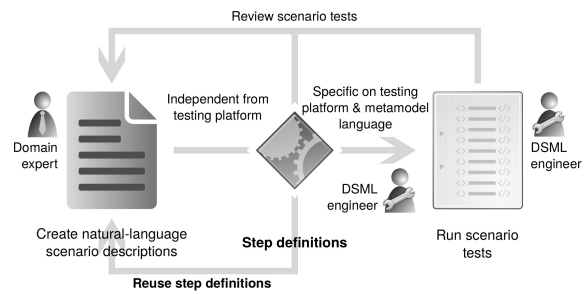 Review scenario tests
Independent from
testing platform
Specific on testing
platform & metamodel
language
Domain
expert
DSML
engineer
DSML
engineer
Create natural-language
scenario descriptions
Step definitions
Run scenario
tests
Reuse step definitions